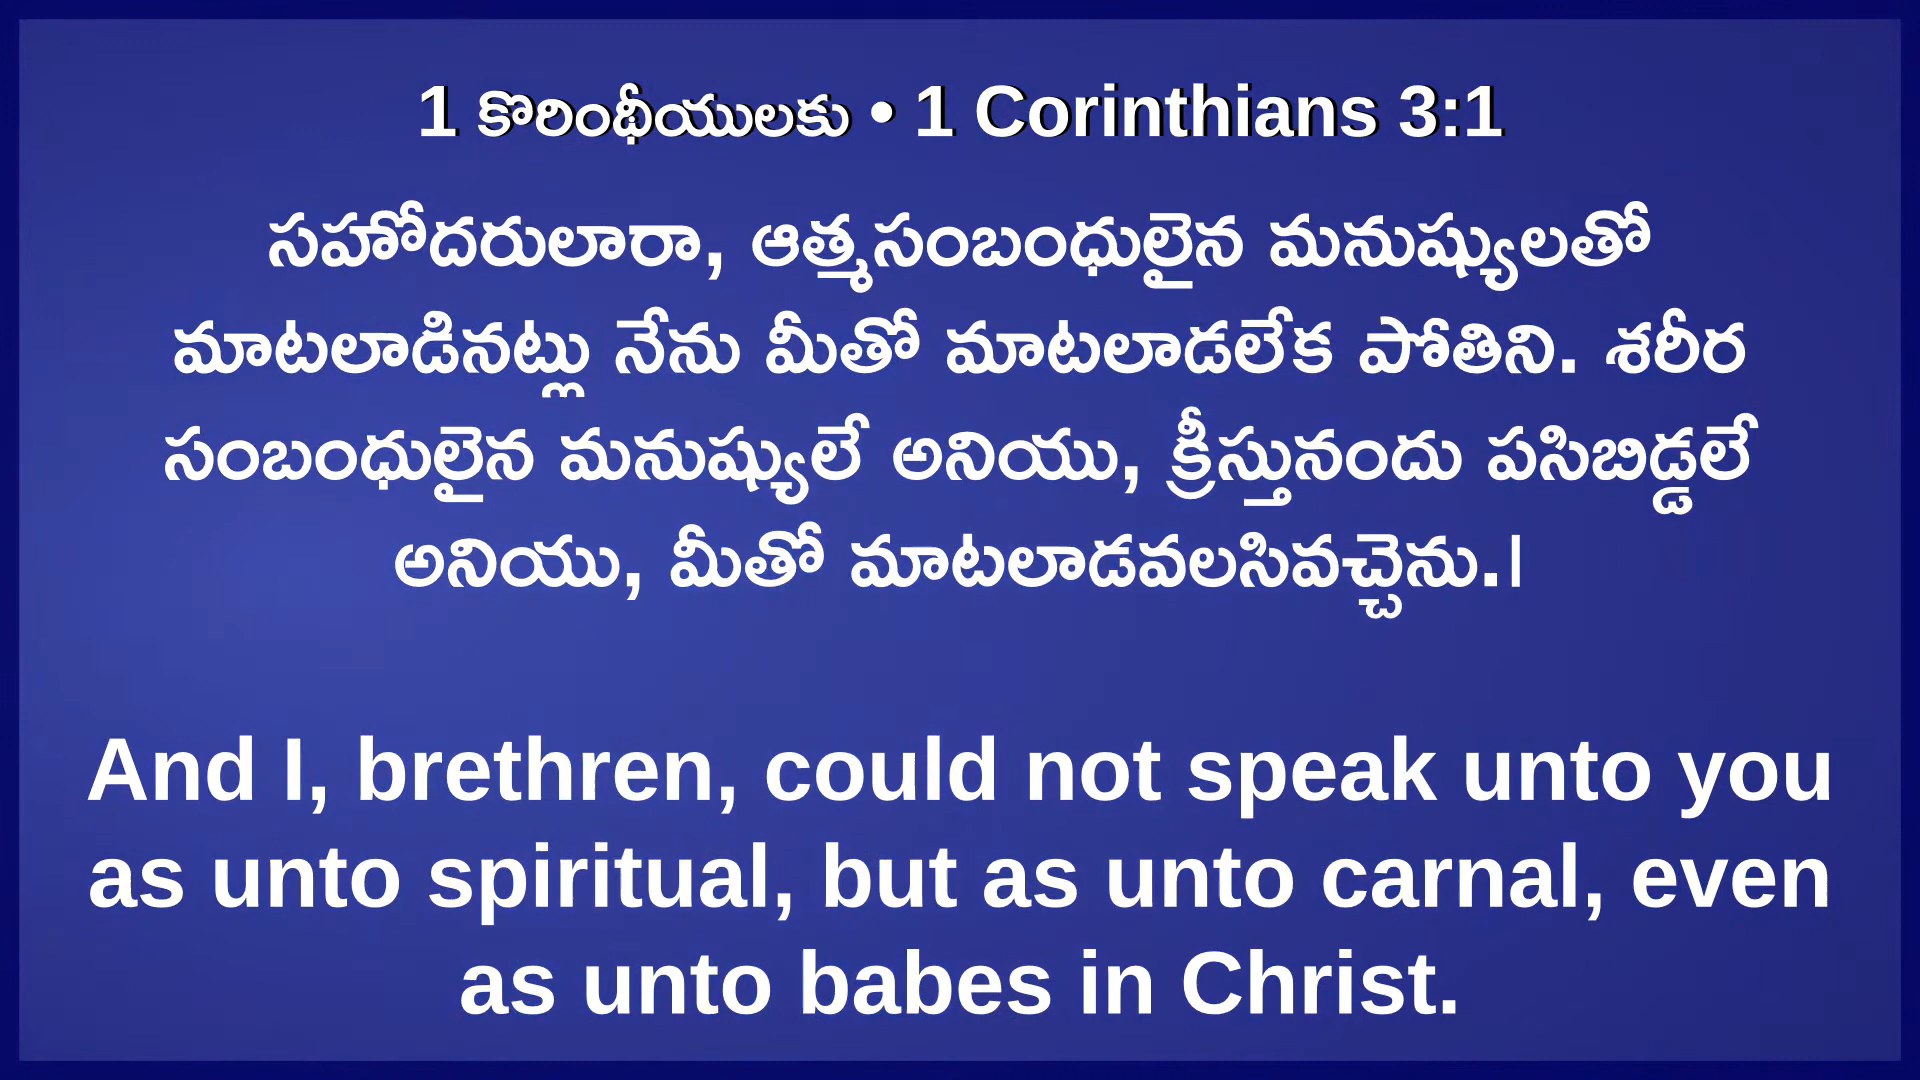 1 కొరింథీయులకు • 1 Corinthians 3:1
సహోదరులారా, ఆత్మసంబంధులైన మనుష్యులతో
మాటలాడినట్లు నేను మీతో మాటలాడలేక పోతిని. శరీర
సంబంధులైన మనుష్యులే అనియు, క్రీస్తునందు పసిబిడ్డలే
అనియు, మీతో మాటలాడవలసివచ్చెను.।
And I, brethren, could not speak unto you
as unto spiritual, but as unto carnal, even
as unto babes in Christ.